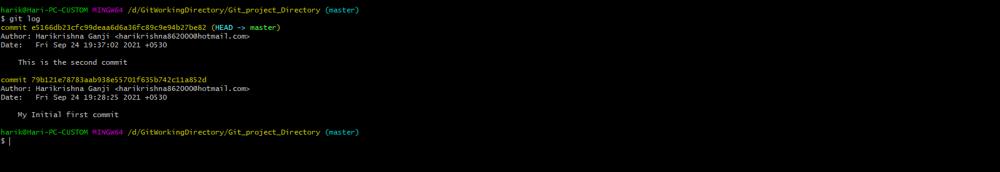 harik@Hari-PC-CUSTOM MINGW64 /d/GitWorkingDirectory/Git_project_Directory (master)
$ git log
commit e5166db23cfc99deaa6d6a36fc89c9e94b27be82 (HEAD -> master)
Author: Harikrishna Ganji <harikrishna862000@hotmail.com>
Date:   Fri Sep 24 19:37:02 2021 +0530
    This is the second commit
commit 79b121e78783aab938e55701f635b742c11a852d
Author: Harikrishna Ganji <harikrishna862000@hotmail.com>
Date:   Fri Sep 24 19:28:25 2021 +0530
    My Initial first commit
harik@Hari-PC-CUSTOM MINGW64 /d/GitWorkingDirectory/Git_project_Directory (master)
$